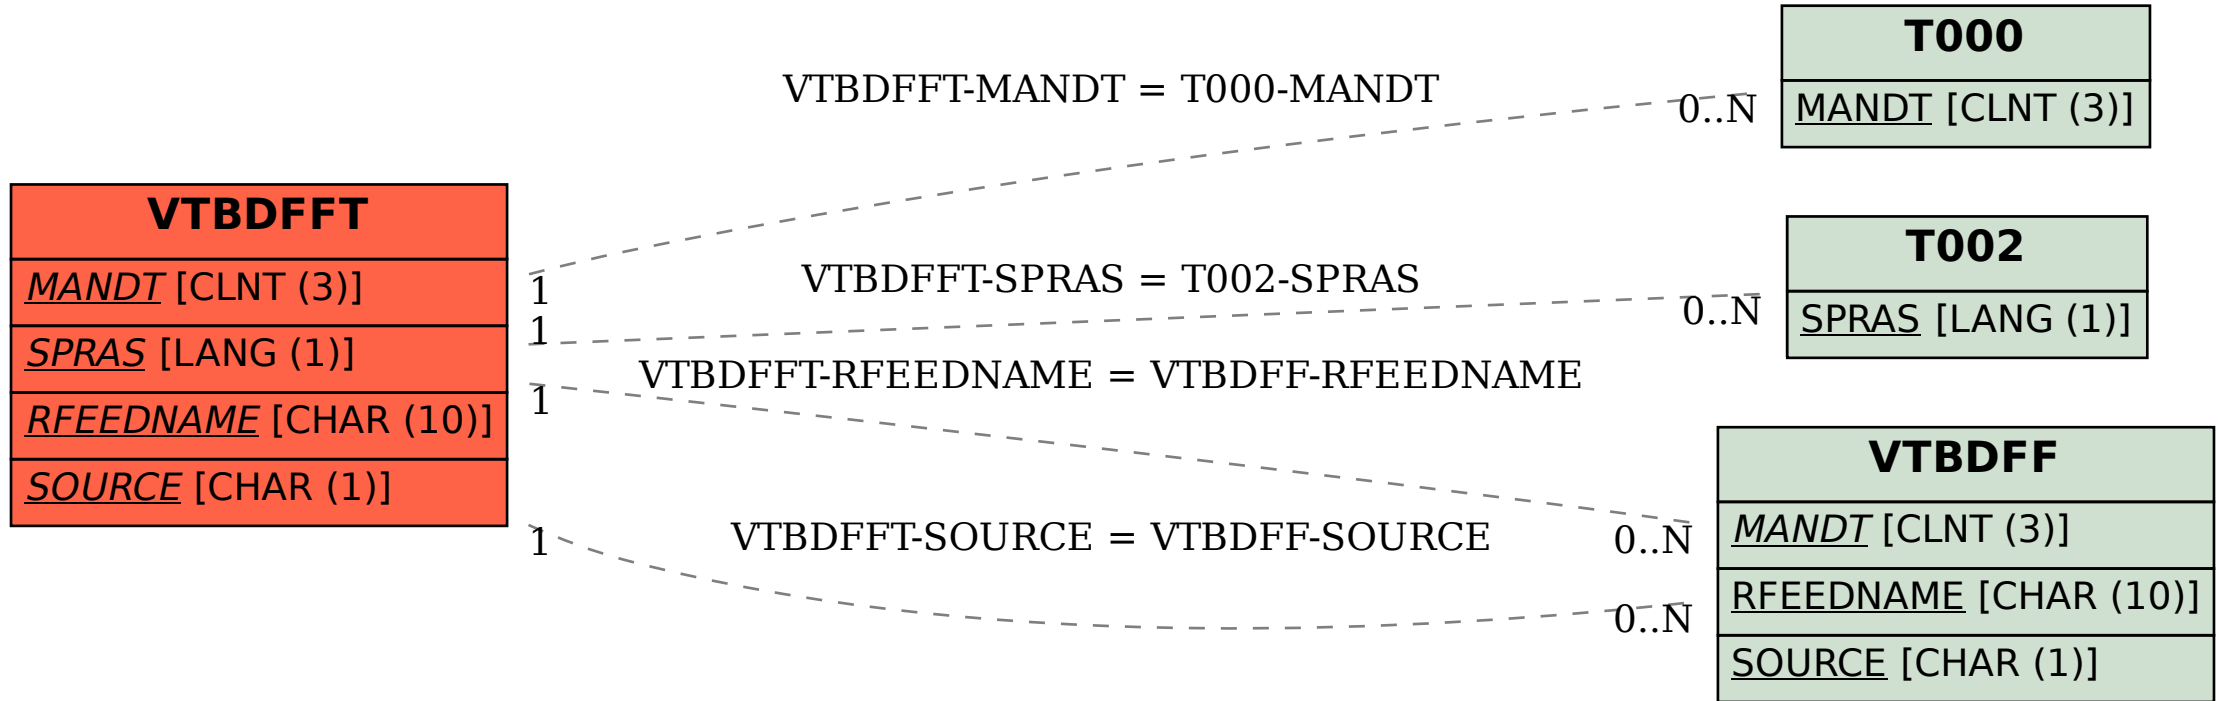 VTBDFFT
MANDT [CLNT (3)]
SPRAS [LANG (1)]
RFEEDNAME [CHAR (10)]
SOURCE [CHAR (1)]
VTBDFFT-MANDT = T000-MANDT
1
0..N
VTBDFFT-SPRAS = T002-SPRAS
1
0..N
VTBDFFT-RFEEDNAME = VTBDFF-RFEEDNAME
1
0..N
VTBDFFT-SOURCE = VTBDFF-SOURCE
1
0..N
T000
MANDT [CLNT (3)]
T002
SPRAS [LANG (1)]
VTBDFF
MANDT [CLNT (3)]
RFEEDNAME [CHAR (10)]
SOURCE [CHAR (1)]